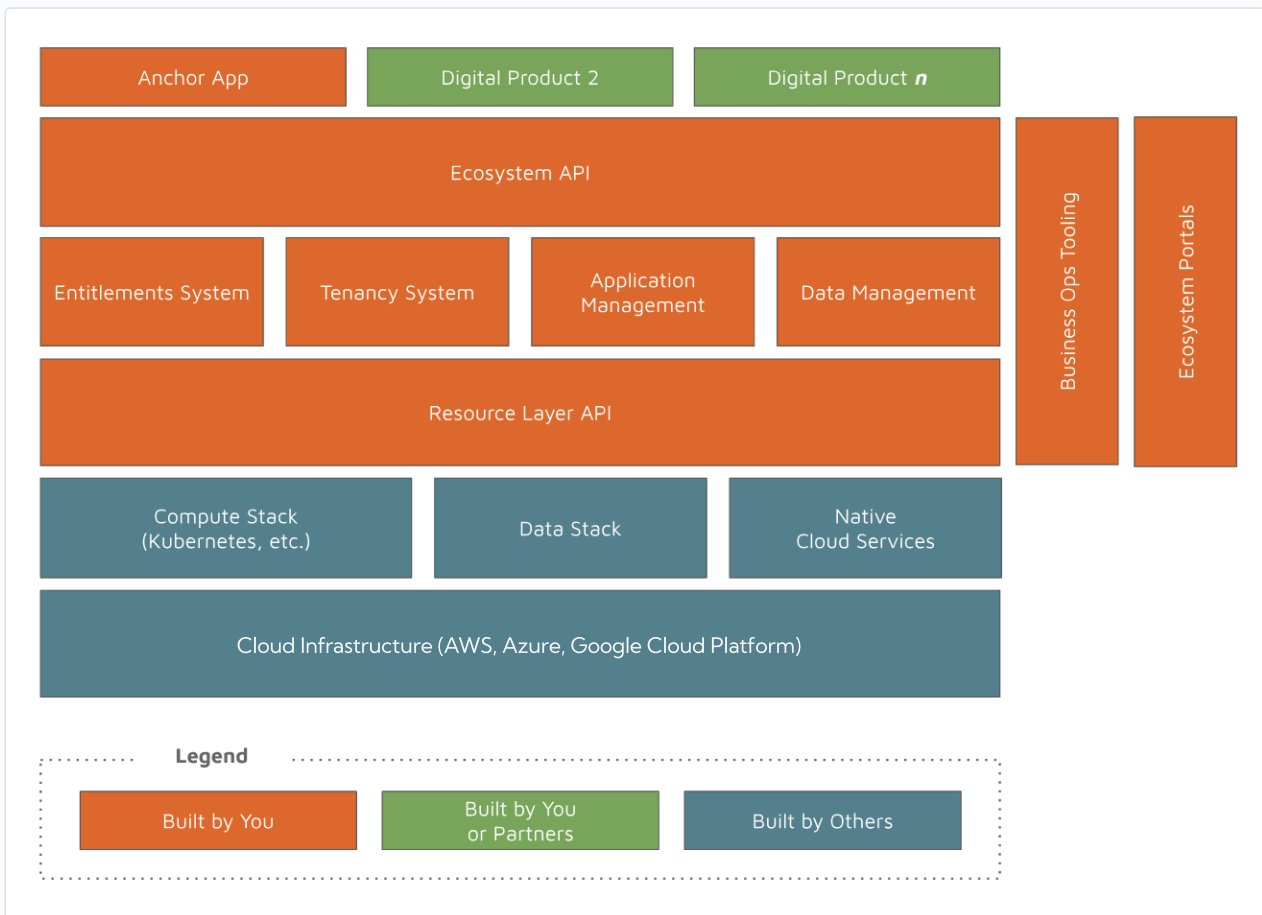 Anchor App
Digital Product 2
Digital Product n
Ecosystem API
Entitlements System
Tenancy System
Application
Management
Data Management
Business Ops Tooling
Ecosystem Portals
Resource Layer API
Compute Stack
(Kubernetes, etc.)
Data Stack
Native
Cloud Services
Cloud Infrastructure (AWS, Azure, Google Cloud Platform)
Legend
Built by You
Built by You
or Partners
Built by Others